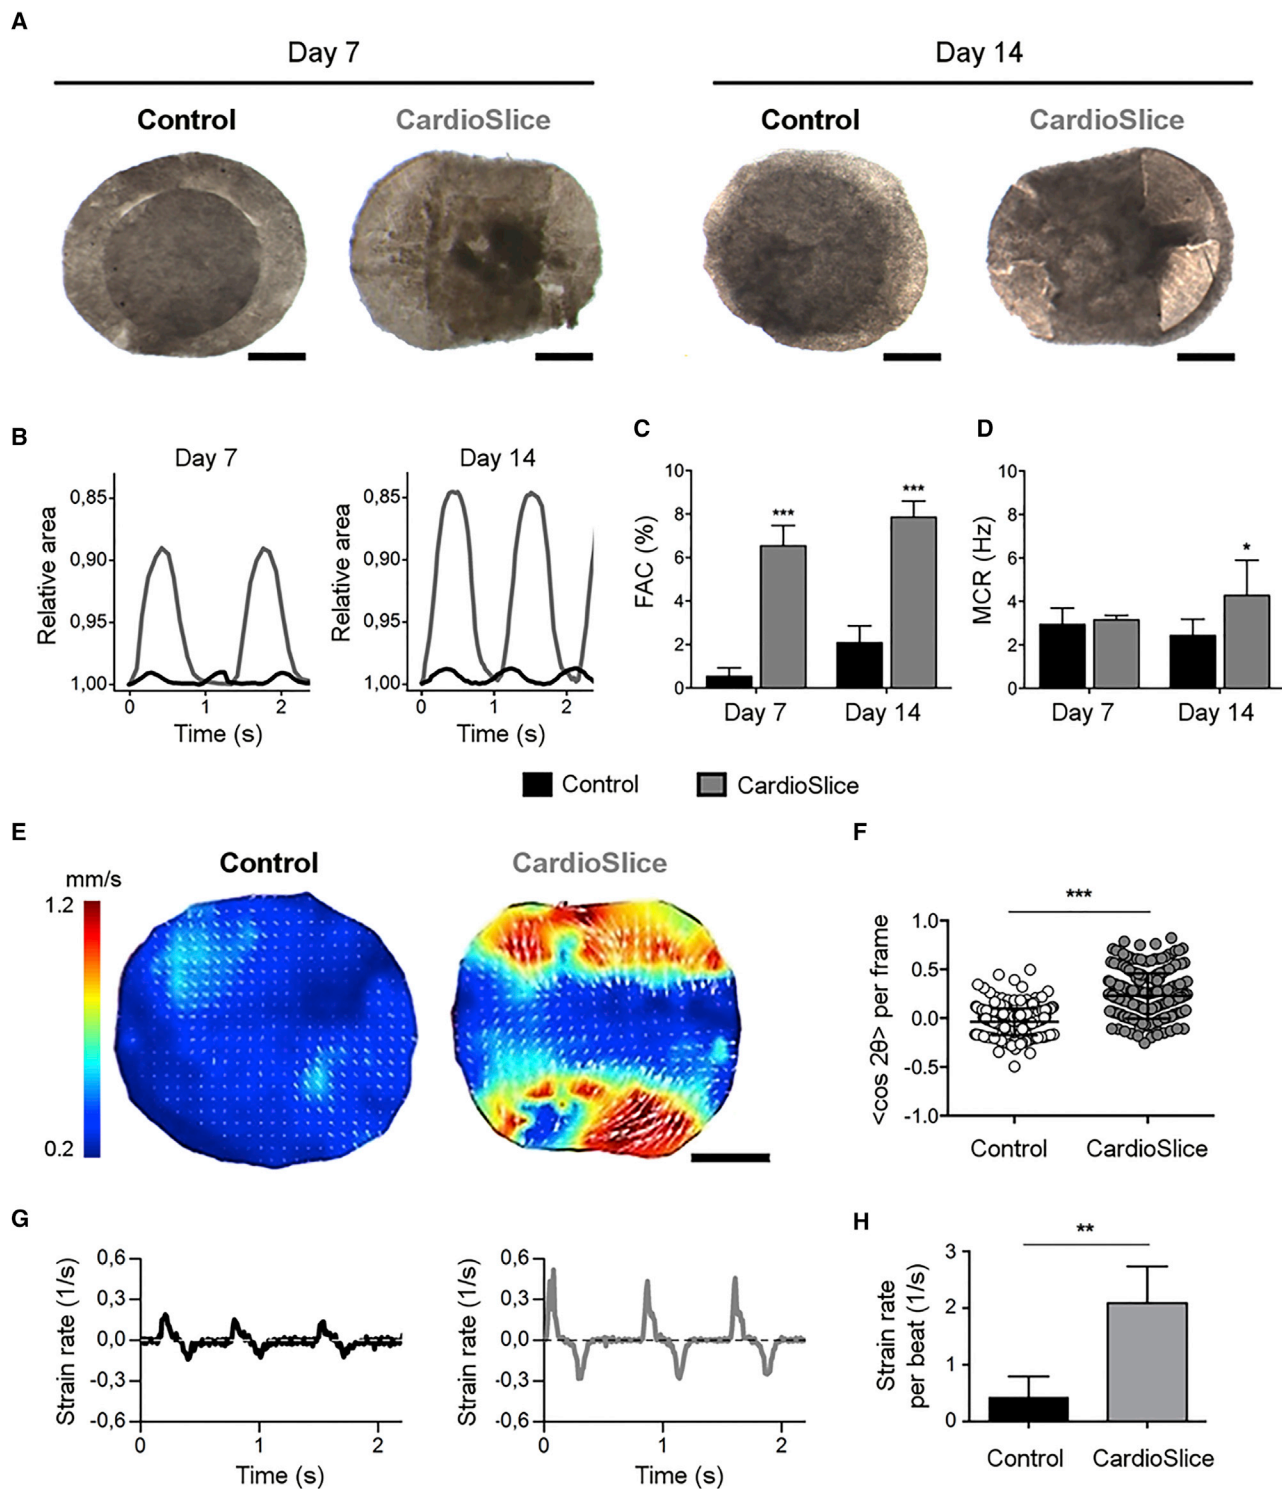 A
Day 7
Day 14
Control
CardioSlice
Control
CardioSlice
B
Day 7
Relative area
0,85
0,90
0,95
1,00
0
1
2
Time (s)
Day 14
Relative area
0,85
0,90
0,95
1,00
0
1
2
Time (s)
C
FAC (%)
10
8
6
4
2
0
***
***
Day 7
Day 14
D
MCR (Hz)
10
8
6
4
2
0
*
Day 7
Day 14
Control
CardioSlice
E
mm/s
1.2
0.2
Control
CardioSlice
F
<cos 2θ> per frame
1.0
0.5
0.0
-0.5
-1.0
***
Control
CardioSlice
G
Strain rate (1/s)
0,6
0,3
0,0
-0,3
-0,6
0
1
2
Time (s)
Strain rate (1/s)
0,6
0,3
0,0
-0,3
-0,6
0
1
2
Time (s)
H
Strain rate
per beat (1/s)
3
2
1
0
**
Control
CardioSlice